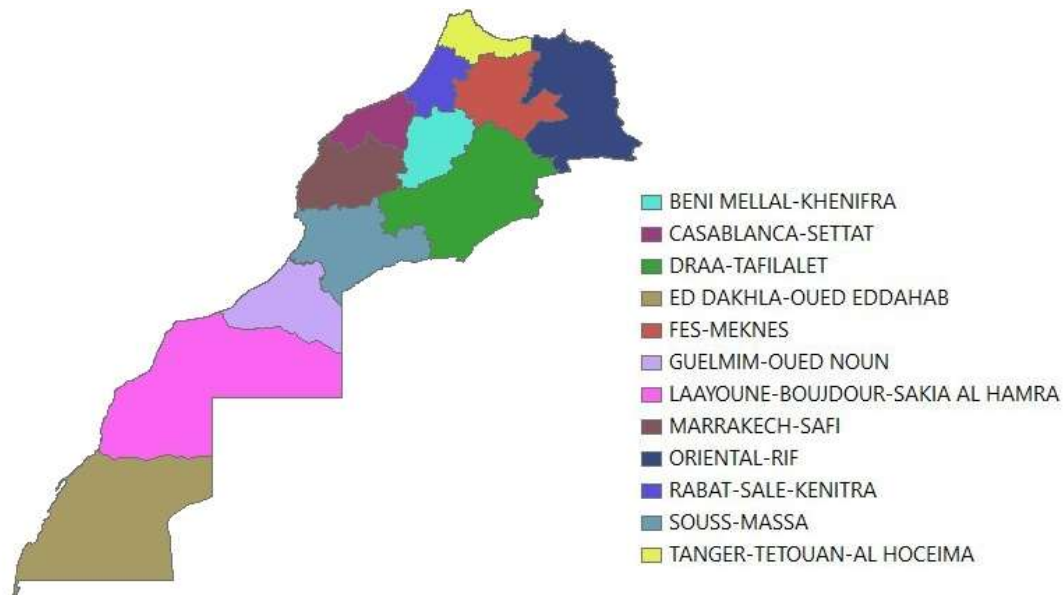 BENI MELLAL-KHENIFRA
CASABLANCA-SETTAT
DRAA-TAFILALET
ED DAKHLA-OUED EDDAHAB
FES-MEKNES
GUELMIM-OUED NOUN
LAAYOUNE-BOUJDOUR-SAKIA AL HAMRA
MARRAKECH-SAFI
ORIENTAL-RIF
RABAT-SALE-KENITRA
SOUSS-MASSA
TANGER-TETOUAN-AL HOCEIMA